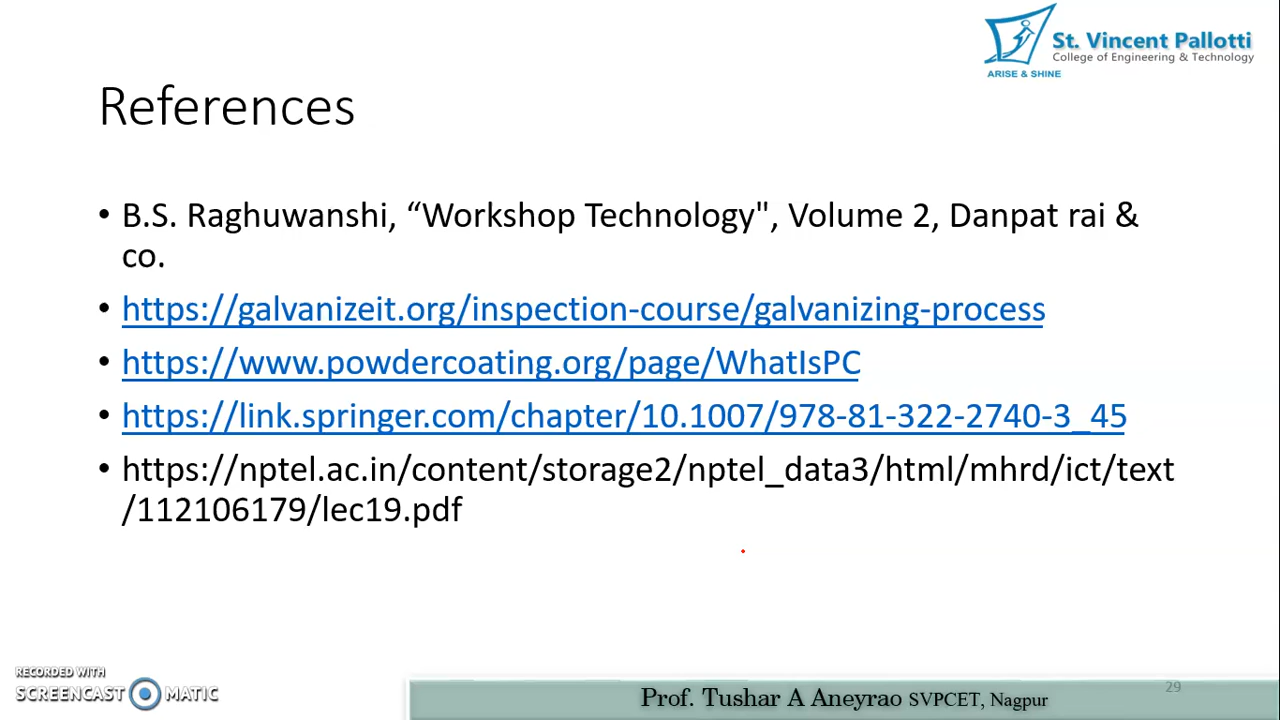 St. Vincent Pallotti
College of Engineering & Technology
ARISE & SHINE
References
• B.S. Raghuwanshi, “Workshop Technology", Volume 2, Danpat rai &
co.
• https://galvanizeit.org/inspection-course/galvanizing-process
• https://www.powdercoating.org/page/WhatIsPC
• https://link.springer.com/chapter/10.1007/978-81-322-2740-3_45
• https://nptel.ac.in/content/storage2/nptel_data3/html/mhrd/ict/text
/112106179/lec19.pdf
RECORDED WITH
SCREENCAST MATIC
Prof. Tushar A Aneyrao SVPCET, Nagpur
29